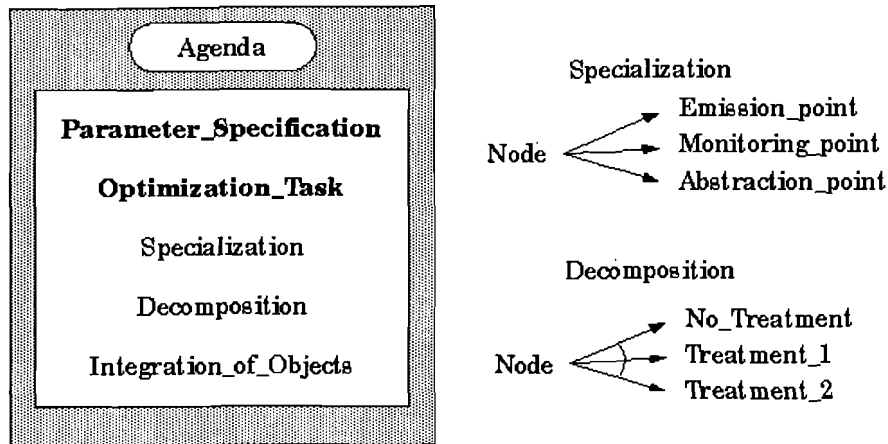 Agenda
Parameter_Specification
Optimization_Task
Specialization
Decomposition
Integration_of_Objects
Specialization
Node
Emission_point
Monitoring_point
Abstraction_point
Decomposition
Node
No_Treatment
Treatment_1
Treatment_2